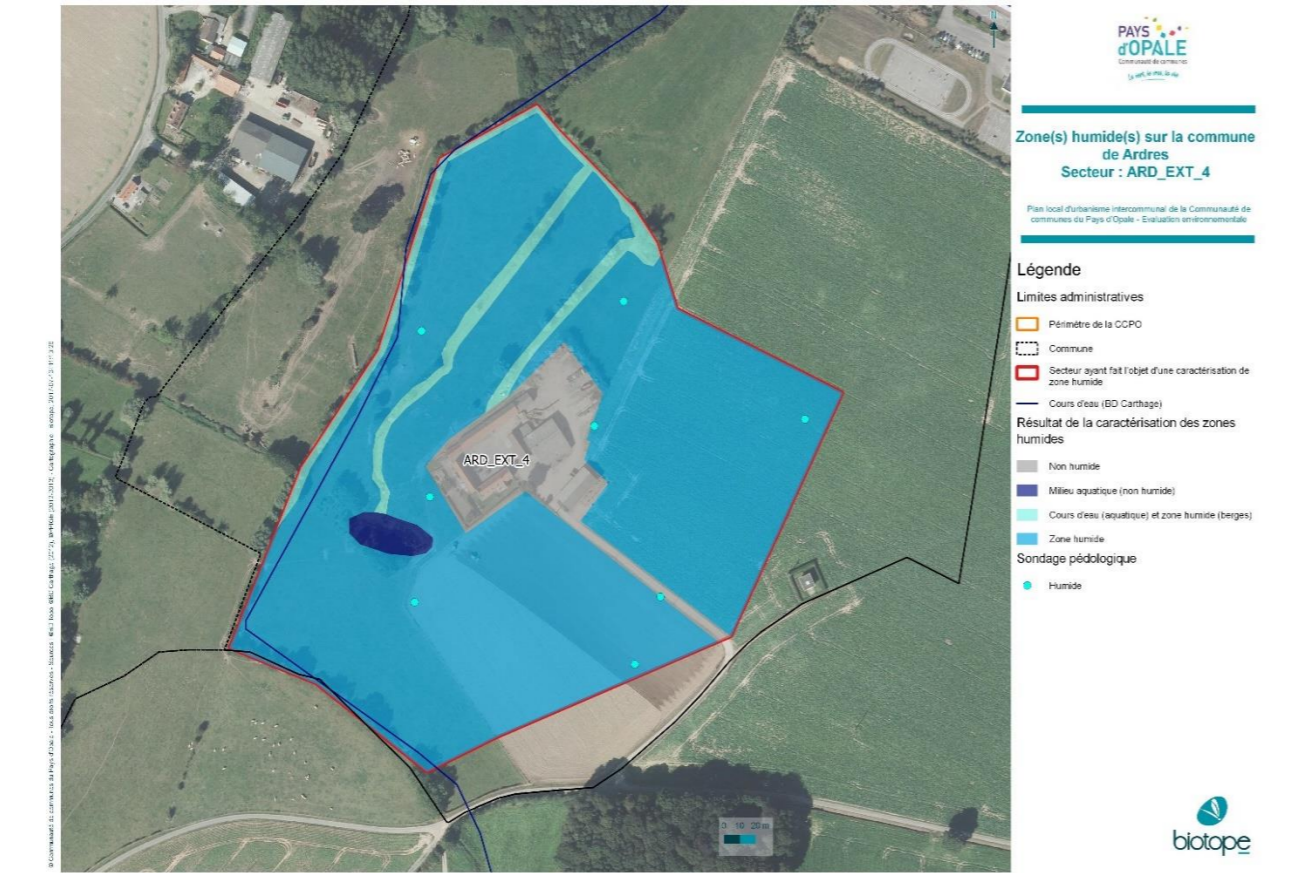 PAYS
d'OPALE
Communauté de communes
Zone(s) humide(s) sur la commune
de Ardres
Secteur : ARD_EXT_4
Plan local d'urbanisme intercommunal de la Communauté de
communes du Pays d'Opale - Evaluation environnementale
Légende
Limites administratives
Périmètre de la CCPO
Commune
Secteur ayant fait l'objet d'une caractérisation de
zone humide
Cours d'eau (BD Carthage)
Résultat de la caractérisation des zones
humides
Non humide
Milieu aquatique (non humide)
Cours d'eau (aquatique) et zone humide (berges)
Zone humide
Sondage pédologique
Humide
ARD_EXT_4
0 10 20 m
biotope